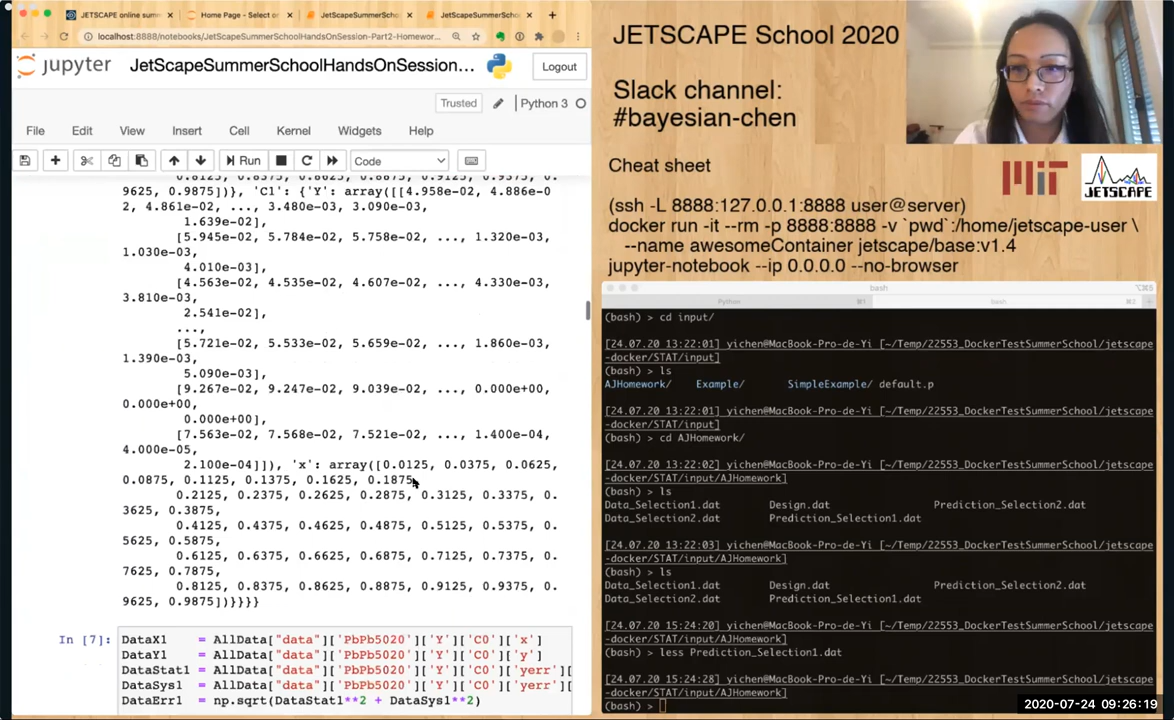 JETSCAPE online summ
Home Page - Select or
JetScapeSummerSchool
JetScapeSummerSchool
localhost:8888/notebooks/JetScapeSummerSchoolHandsOnSession-Part2-Homewor...
jupyter
JetScapeSummerSchoolHandsOnSession...
Logout
Trusted
Python 3
File Edit View Insert Cell Kernel Widgets Help
Run
Code
9625, 0.9875])}, 'C1': {'Y': array([[4.958e-02, 4.886e-0
2, 4.861e-02, ..., 3.480e-03, 3.090e-03,
1.639e-02],
[5.945e-02, 5.784e-02, 5.758e-02, ..., 1.320e-03,
1.030e-03,
4.010e-03],
[4.563e-02, 4.535e-02, 4.607e-02, ..., 4.330e-03,
3.810e-03,
2.541e-02],
...,
[5.721e-02, 5.533e-02, 5.659e-02, ..., 1.860e-03,
1.390e-03,
5.090e-03],
[9.267e-02, 9.247e-02, 9.039e-02, ..., 0.000e+00,
0.000e+00,
0.000e+00],
[7.563e-02, 7.568e-02, 7.521e-02, ..., 1.400e-04,
4.000e-05,
2.100e-04]]), 'x': array([0.0125, 0.0375, 0.0625,
0.0875, 0.1125, 0.1375, 0.1625, 0.1875,
0.2125, 0.2375, 0.2625, 0.2875, 0.3125, 0.3375, 0.
3625, 0.3875,
0.4125, 0.4375, 0.4625, 0.4875, 0.5125, 0.5375, 0.
5625, 0.5875,
0.6125, 0.6375, 0.6625, 0.6875, 0.7125, 0.7375, 0.
7625, 0.7875,
0.8125, 0.8375, 0.8625, 0.8875, 0.9125, 0.9375, 0.
9625, 0.9875])}}}}
In [7]:
DataX1 = AllData["data"]['PbPb5020']['Y']['C0']['x']
DataY1 = AllData["data"]['PbPb5020']['Y']['C0']['y']
DataStat1 = AllData["data"]['PbPb5020']['Y']['C0']['yerr'][
DataSys1 = AllData["data"]['PbPb5020']['Y']['C0']['yerr'][
DataErr1 = np.sqrt(DataStat1**2 + DataSys1**2)
JETSCAPE School 2020
Slack channel:
#bayesian-chen
Cheat sheet
MIT
JETSCAPE
(ssh -L 8888:127.0.0.1:8888 user@server)
docker run -it --rm -p 8888:8888 -v `pwd`:/home/jetscape-user \
--name awesomeContainer jetscape/base:v1.4
jupyter-notebook --ip 0.0.0.0 --no-browser
bash
Python
bash
(bash) > cd input/
[24.07.20 13:22:01] yichen@MacBook-Pro-de-Yi [~/Temp/22553_DockerTestSummerSchool/jetscape
-docker/STAT/input]
(bash) > ls
AJHomework/ Example/ SimpleExample/ default.p
[24.07.20 13:22:01] yichen@MacBook-Pro-de-Yi [~/Temp/22553_DockerTestSummerSchool/jetscape
-docker/STAT/input]
(bash) > cd AJHomework/
[24.07.20 13:22:02] yichen@MacBook-Pro-de-Yi [~/Temp/22553_DockerTestSummerSchool/jetscape
-docker/STAT/input/AJHomework]
(bash) > ls
Data_Selection1.dat Design.dat Prediction_Selection2.dat
Data_Selection2.dat Prediction_Selection1.dat
[24.07.20 13:22:03] yichen@MacBook-Pro-de-Yi [~/Temp/22553_DockerTestSummerSchool/jetscape
-docker/STAT/input/AJHomework]
(bash) > ls
Data_Selection1.dat Design.dat Prediction_Selection2.dat
Data_Selection2.dat Prediction_Selection1.dat
[24.07.20 15:24:20] yichen@MacBook-Pro-de-Yi [~/Temp/22553_DockerTestSummerSchool/jetscape
-docker/STAT/input/AJHomework]
(bash) > less Prediction_Selection1.dat
[24.07.20 15:24:28] yichen@MacBook-Pro-de-Yi [~/Temp/22553_DockerTestSummerSchool/jetscape
-docker/STAT/input/AJHomework]
(bash) >
2020-07-24 09:26:19